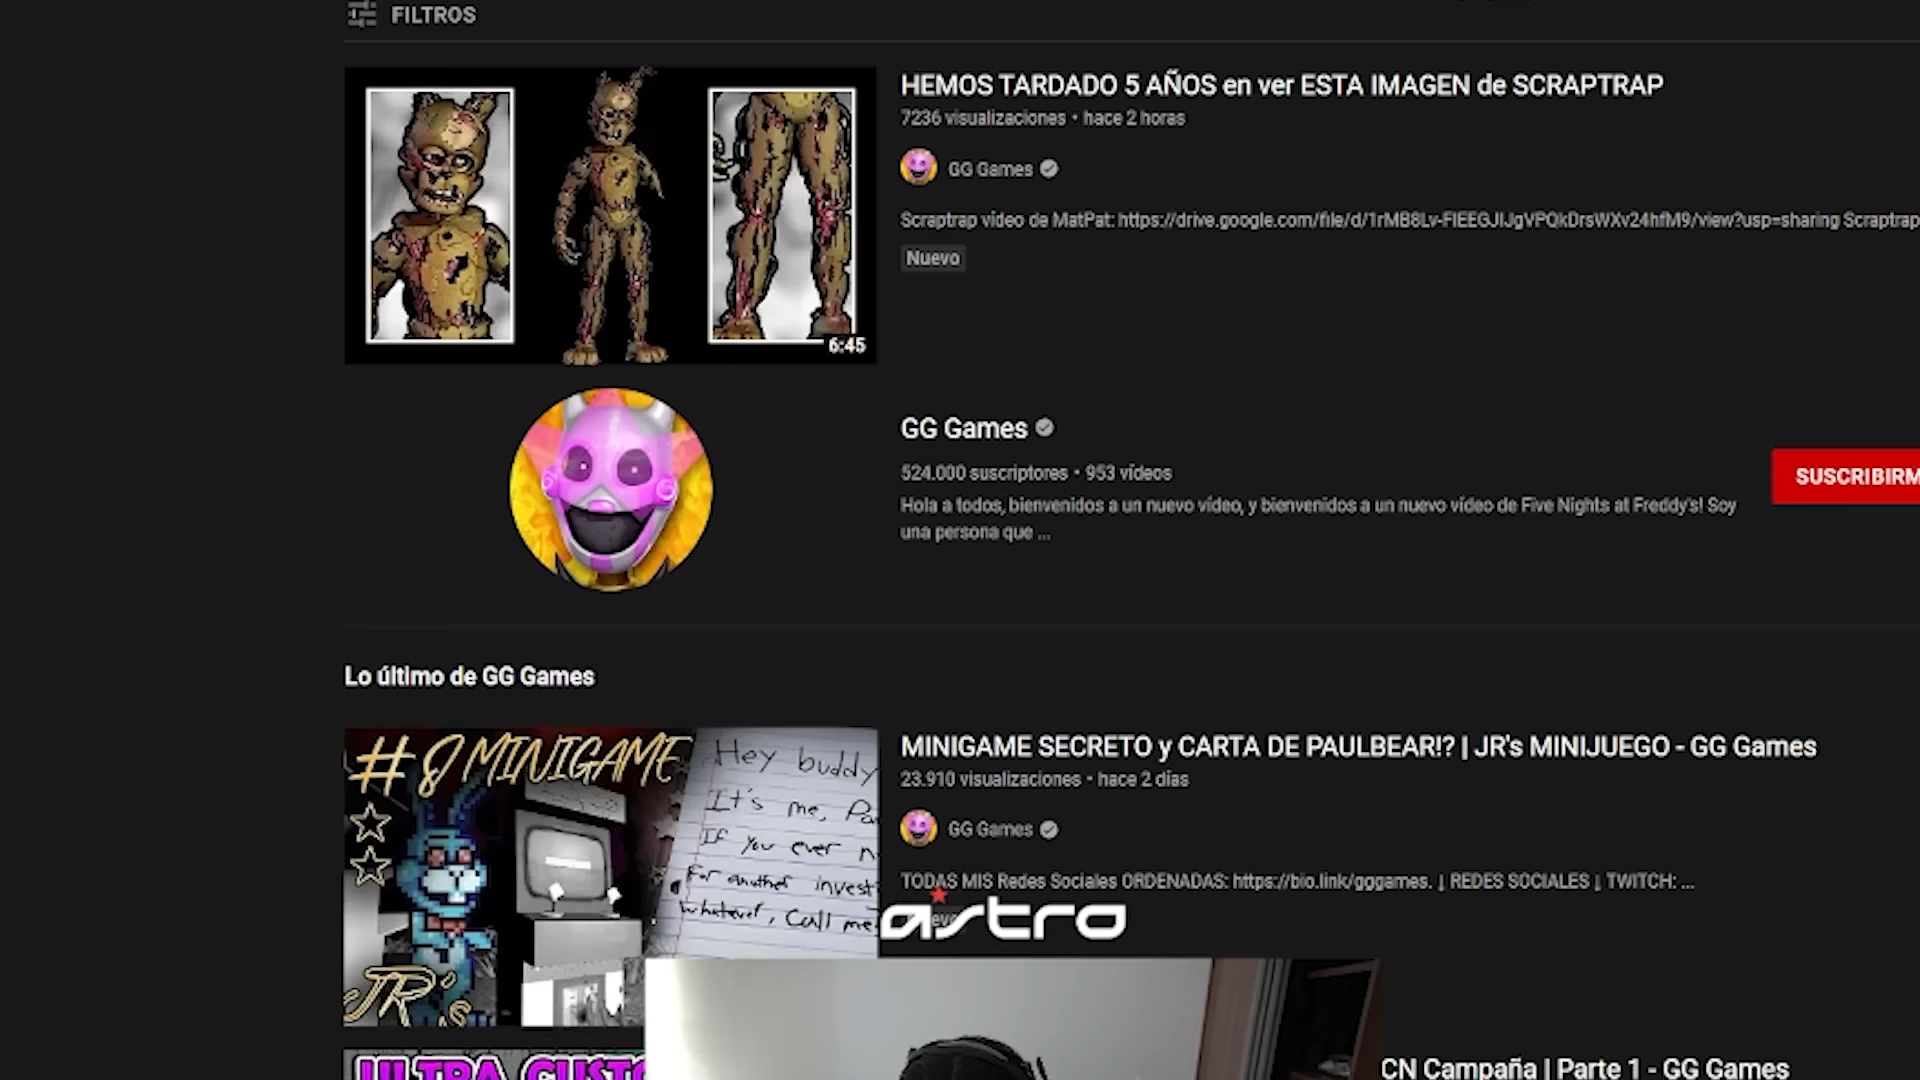 FILTROS
HEMOS TARDADO 5 AÑOS en ver ESTA IMAGEN de SCRAPTRAP
7236 visualizaciones • hace 2 horas
GG Games
Scraptrap vídeo de MatPat: https://drive.google.com/file/d/1rMB8Lv-FIEEGJIJgVPQkDrsWXv24hfM9/view?usp=sharing Scraptrap
Nuevo
6:45
GG Games
524.000 suscriptores • 953 vídeos
SUSCRIBIRM
Hola a todos, bienvenidos a un nuevo vídeo, y bienvenidos a un nuevo vídeo de Five Nights at Freddy's! Soy
una persona que ...
Lo último de GG Games
#8 MINIGAME
Hey buddy
It's me, Pa
If you ever n
For another invest
whatever, Call me
JR's
MINIGAME SECRETO y CARTA DE PAULBEAR!? | JR's MINIJUEGO - GG Games
23.910 visualizaciones • hace 2 días
GG Games
TODAS MIS Redes Sociales ORDENADAS: https://bio.link/gggames. ¡ REDES SOCIALES ¡ TWITCH: ...
astro
ULTRA CUSTO
CN Campaña | Parte 1 - GG Games